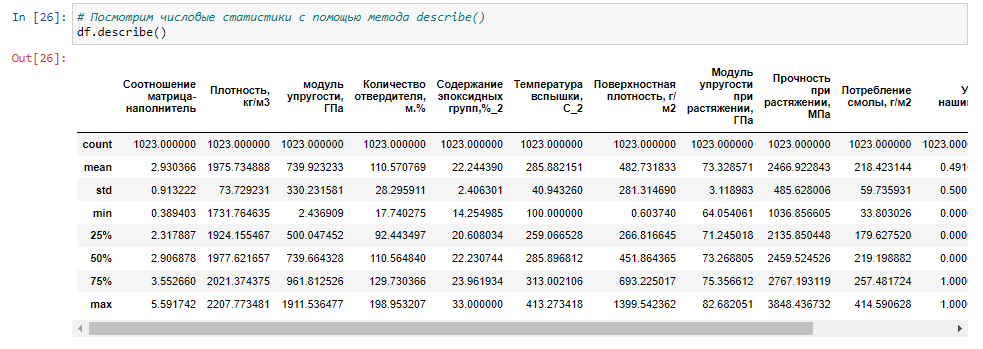 In [26]: # Посмотрим числовые статистики с помощью метода describe()
df.describe()
Out[26]:
Соотношение матрица-наполнитель Плотность, кг/м3 модуль упругости, ГПа Количество отвердителя, м.% Содержание эпоксидных групп,%_2 Температура вспышки, С_2 Поверхностная плотность, г/м2 Модуль упругости при растяжении, ГПа Прочность при растяжении, МПа Потребление смолы, г/м2 У нашив
count 1023.000000 1023.000000 1023.000000 1023.000000 1023.000000 1023.000000 1023.000000 1023.000000 1023.000000 1023.000000 1023.0000
mean 2.930366 1975.734888 739.923233 110.570769 22.244390 285.882151 482.731833 73.328571 2466.922843 218.423144 0.491
std 0.913222 73.729231 330.231581 28.295911 2.406301 40.943260 281.314690 3.118983 485.628006 59.735931 0.500
min 0.389403 1731.764635 2.436909 17.740275 14.254985 100.000000 0.603740 64.054061 1036.856605 33.803026 0.000
25% 2.317887 1924.155467 500.047452 92.443497 20.608034 259.066528 266.816645 71.245018 2135.850448 179.627520 0.000
50% 2.906878 1977.621657 739.664328 110.564840 22.230744 285.896812 451.864365 73.268805 2459.524526 219.198882 0.000
75% 3.552660 2021.374375 961.812526 129.730366 23.961934 313.002106 693.225017 75.356612 2767.193119 257.481724 1.000
max 5.591742 2207.773481 1911.536477 198.953207 33.000000 413.273418 1399.542362 82.682051 3848.436732 414.590628 1.000